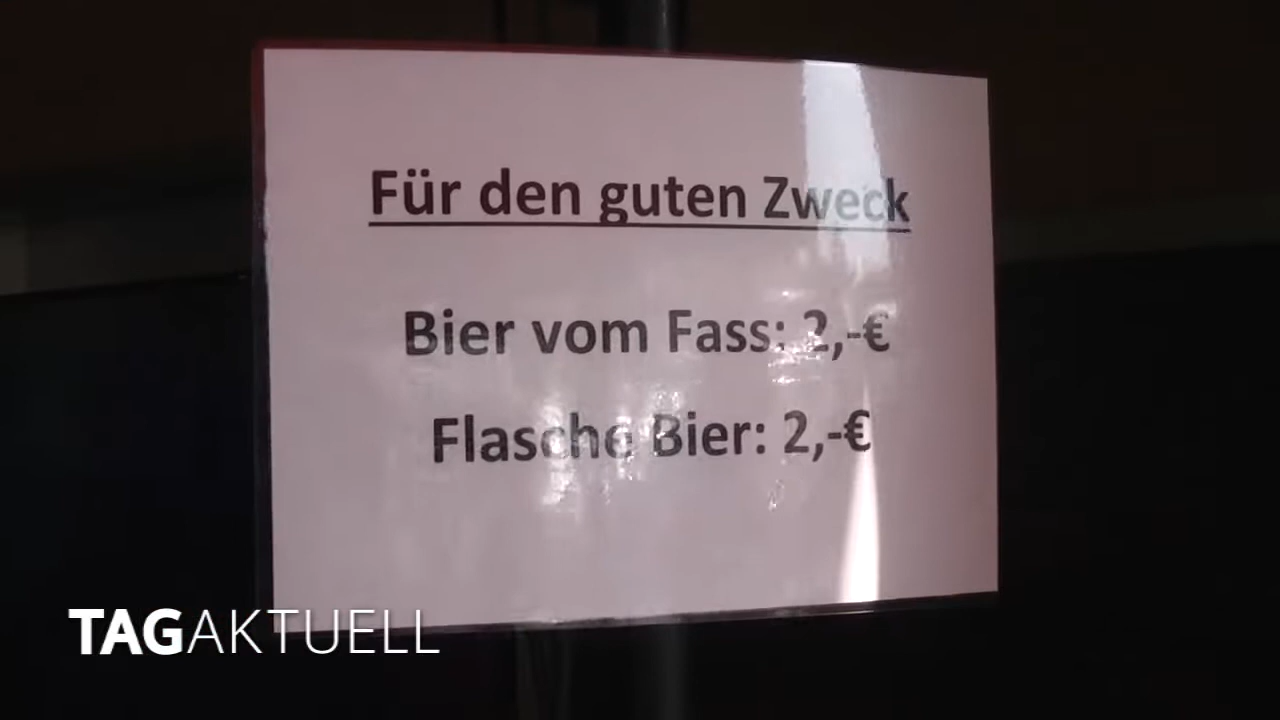 Für den guten Zweck
Bier vom Fass: 2,-€
Flasche Bier: 2,-€
TAGAKTUELL